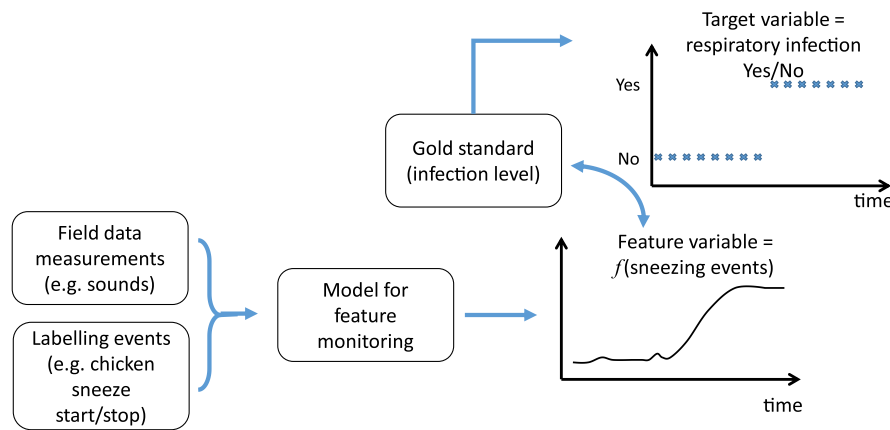 Target variable =
respiratory infection
Yes/No
Yes
No
time
Gold standard
(infection level)
Field data
measurements
(e.g. sounds)
Labelling events
(e.g. chicken
sneeze
start/stop)
Model for
feature
monitoring
Feature variable =
f(sneezing events)
time